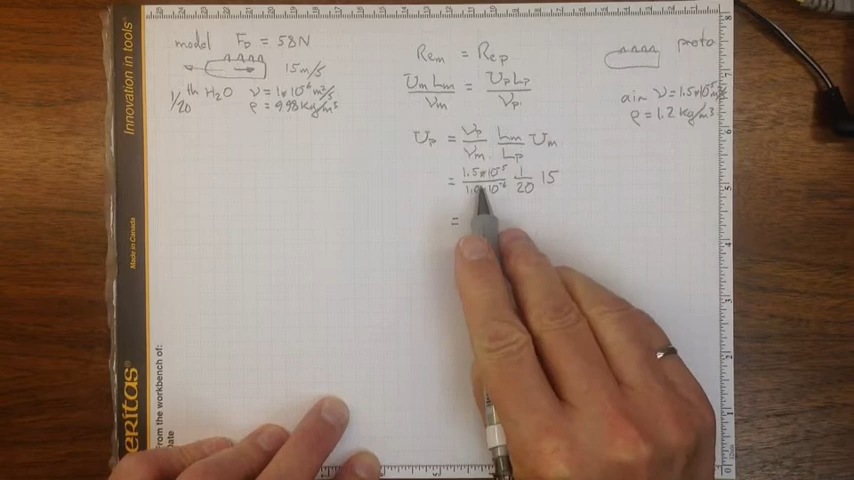 model F_D = 58N
15 m/s
1/20 th H₂O ν = 1*10⁻⁶ m²/s
ρ = 998 kg/m³
Re_m = Re_p
U_m L_m / ν_m = U_p L_p / ν_p
U_p = ν_p / ν_m L_m / L_p U_m
= 1.5*10⁻⁵ / 1.0*10⁻⁶ 1/20 15
=
proto
air ν = 1.5*10⁻⁵ m²/s
ρ = 1.2 kg/m³
Innovation in tools
Made in Canada
eritas®
From the workbench of:
Date